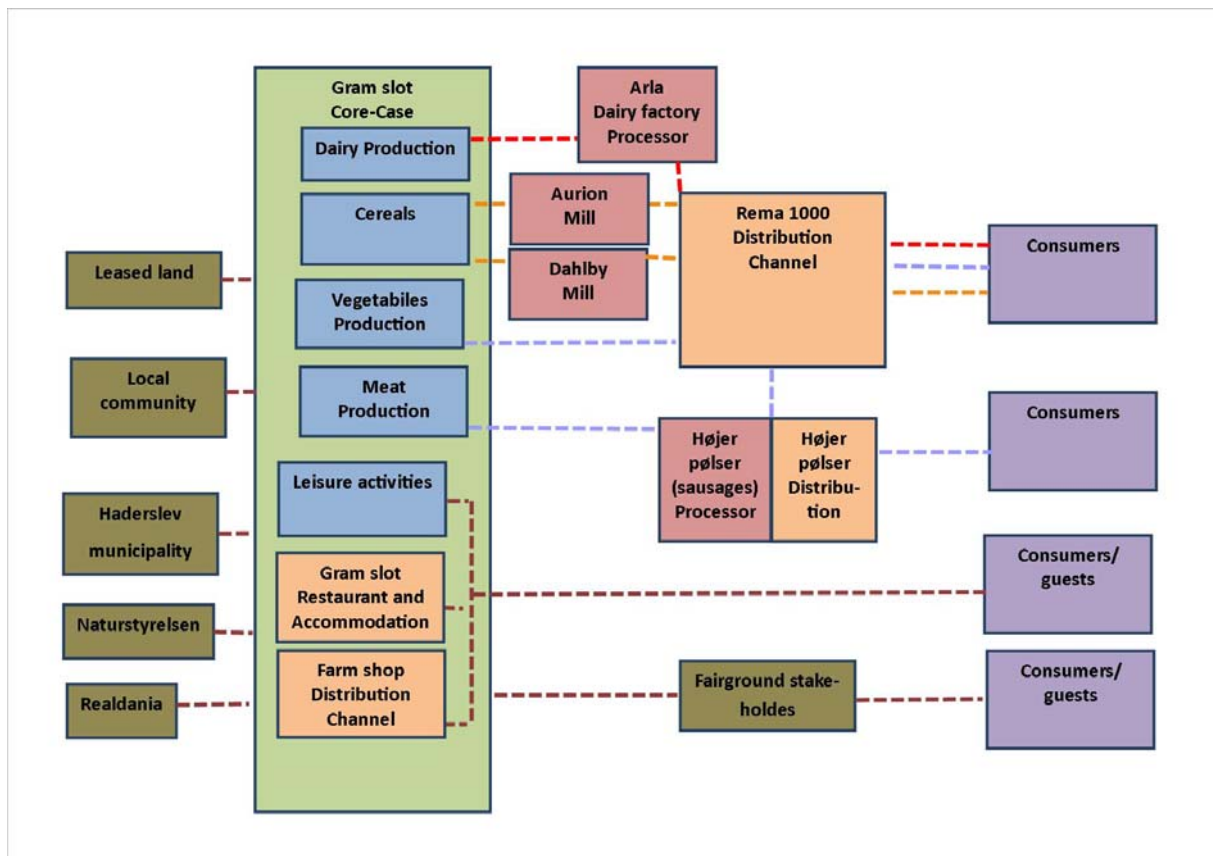 Gram slot
Core-Case
Dairy Production
Cereals
Vegetabiles
Production
Meat
Production
Leisure activities
Gram slot
Restaurant and
Accommodation
Farm shop
Distribution
Channel
Leased land
Local
community
Haderslev
municipality
Naturstyrelsen
Realdania
Arla
Dairy factory
Processor
Aurion
Mill
Dahlby
Mill
Rema 1000
Distribution
Channel
Højer
pølser
(sausages)
Processor
Højer
pølser
Distribu-
tion
Fairground stake-
holdes
Consumers
Consumers
Consumers/
guests
Consumers/
guests